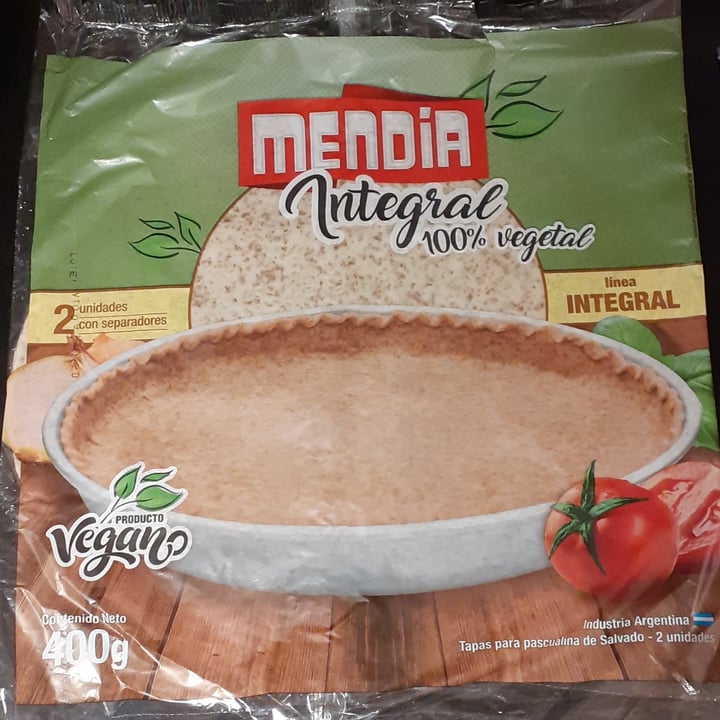 MENDÍA
Integral
100% vegetal
línea
INTEGRAL
2 unidades
con separadores
PRODUCTO
Vegano
Contenido Neto
400g
Industria Argentina
Tapas para pascualina de Salvado - 2 unidades